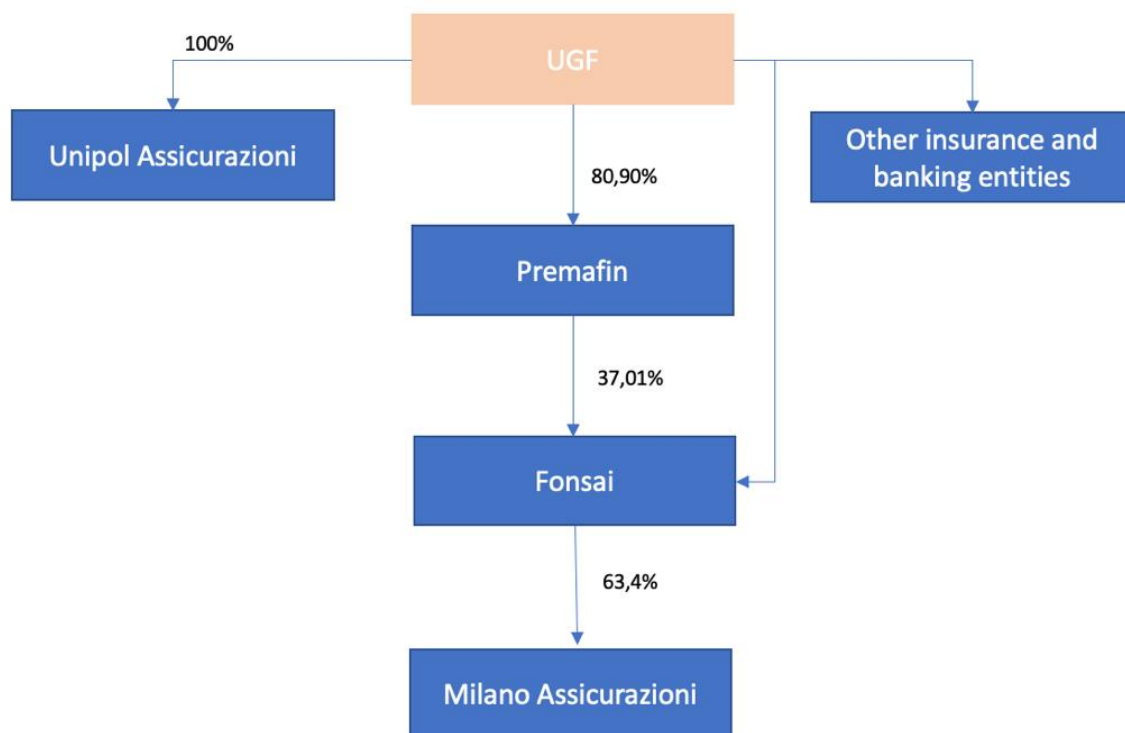 100%
UGF
Unipol Assicurazioni
Other insurance and
banking entities
80,90%
Premafin
37,01%
Fonsai
63,4%
Milano Assicurazioni